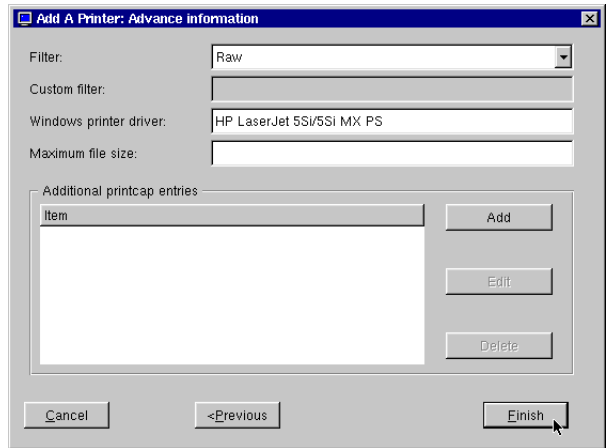 Add A Printer: Advance information
Filter: Raw
Custom filter:
Windows printer driver: HP LaserJet 5Si/5Si MX PS
Maximum file size:
Additional printcap entries
Item
Add
Edit
Delete
Cancel <Previous Finish